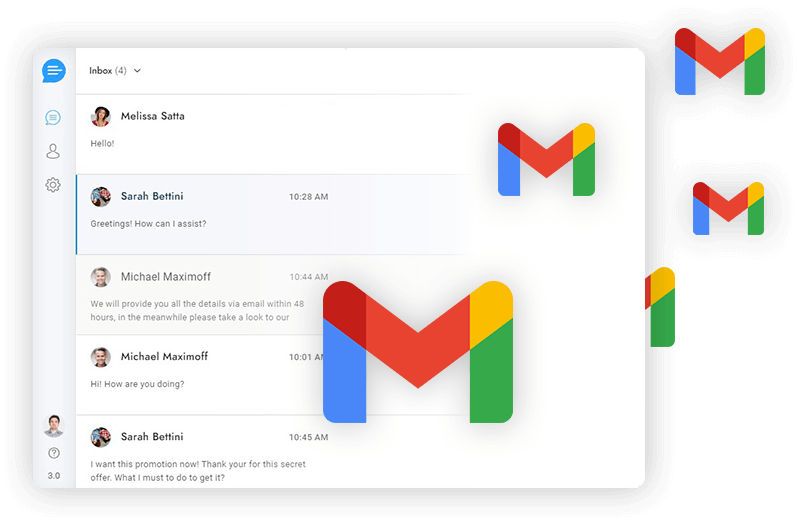 Inbox (4)
Melissa Satta
Hello!
Sarah Bettini 10:28 AM
Greetings! How can I assist?
Michael Maximoff 10:44 AM
We will provide you all the details via email within 48
hours, in the meanwhile please take a look to our
Michael Maximoff 10:01 AM
Hi! How are you doing?
Sarah Bettini 10:45 AM
I want this promotion now! Thank your for this secret
offer. What I must to do to get it?
3.0